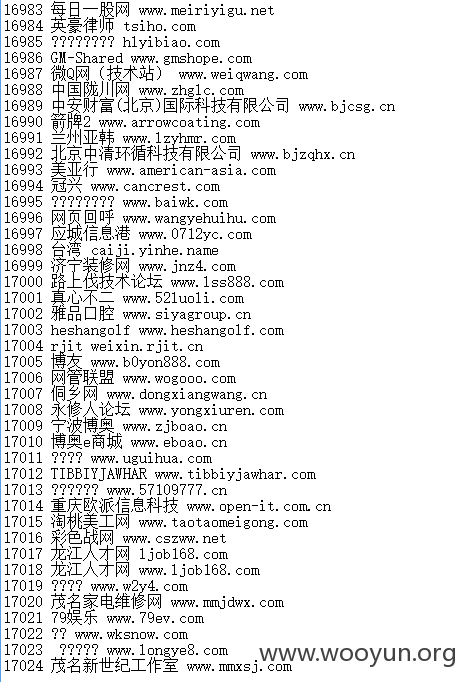 16983 每日一股网 www.meiriyigu.net
16984 英豪律师 tsiho.com
16985 ???????? hlyibiao.com
16986 GM-Shared www.gmshope.com
16987 微Q网（技术站） www.weiqwang.com
16988 中国陇川网 www.zhglc.com
16989 中安财富(北京)国际科技有限公司 www.bjcsg.cn
16990 箭牌2 www.arrowcoating.com
16991 兰州亚韩 www.lzyhmr.com
16992 北京中清环循科技有限公司 www.bjzqhx.cn
16993 美亚行 www.american-asia.com
16994 冠兴 www.cancrest.com
16995 ???????? www.baiwk.com
16996 网页回呼 www.wangyehuihu.com
16997 应城信息港 www.0712yc.com
16998 台湾 caiji.yinhe.name
16999 济宁装修网 www.jnz4.com
17000 路上伐技术论坛 www.lss888.com
17001 真心不二 www.52luoli.com
17002 雅品口腔 www.siyagroup.cn
17003 heshangolf www.heshangolf.com
17004 rjit weixin.rjit.cn
17005 博友 www.b0yon888.com
17006 网管联盟 www.wogooo.com
17007 侗乡网 www.dongxiangwang.cn
17008 永修人论坛 www.yongxiuren.com
17009 宁波博奥 www.zjboao.cn
17010 博奥e商城 www.eboao.cn
17011 ???? www.uguihua.com
17012 TIBBIYJAWHAR www.tibbiyjawhar.com
17013 ?????? www.57109777.cn
17014 重庆欧派信息科技 www.open-it.com.cn
17015 淘桃美工网 www.taotaomeigong.com
17016 彩色战网 www.cszww.net
17017 龙江人才网 ljob168.com
17018 龙江人才网 www.ljob168.com
17019 ???? www.w2y4.com
17020 茂名家电维修网 www.mmjdwx.com
17021 79娱乐 www.79ev.com
17022 ?? www.wksnow.com
17023 ????? www.longye8.com
17024 茂名新世纪工作室 www.mmxsj.com
www.wooyun.org